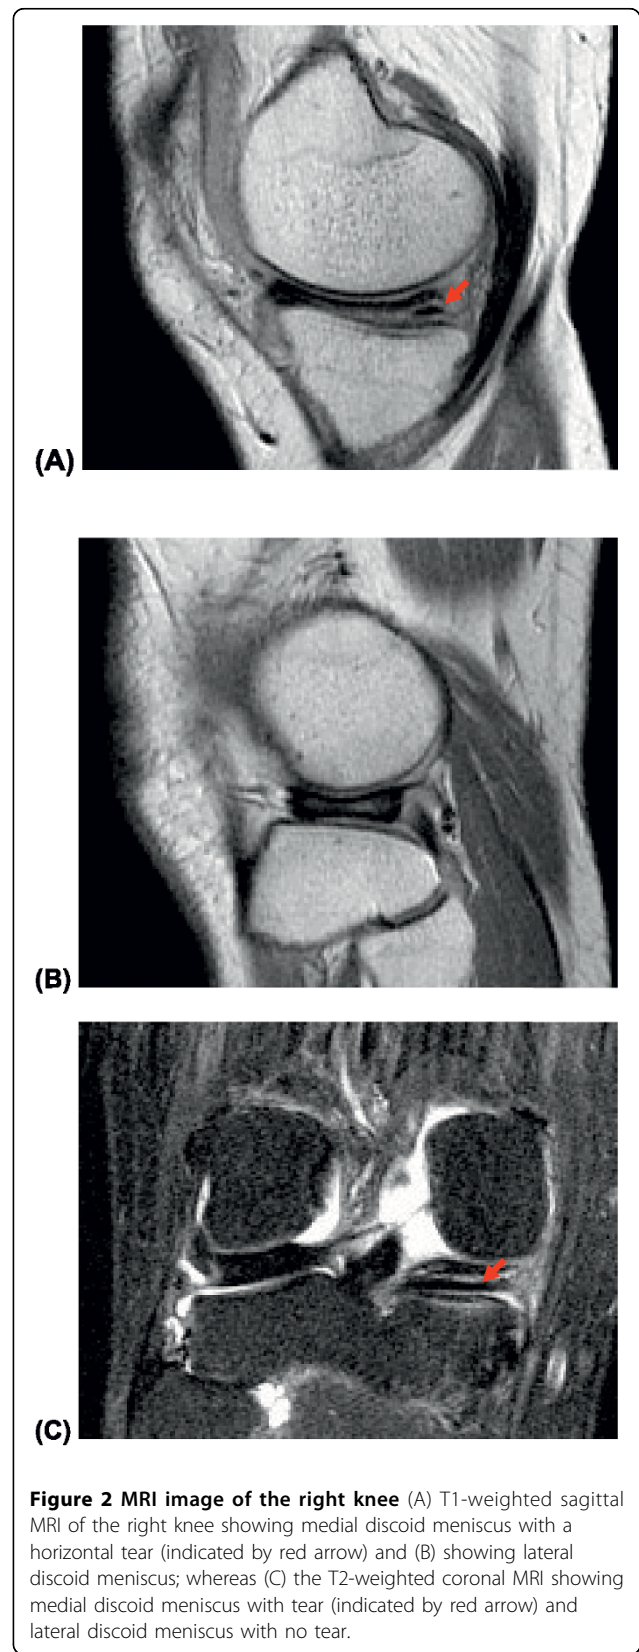 (A)
(B)
(C)
Figure 2 MRI image of the right knee (A) T1-weighted sagittal
MRI of the right knee showing medial discoid meniscus with a
horizontal tear (indicated by red arrow) and (B) showing lateral
discoid meniscus; whereas (C) the T2-weighted coronal MRI showing
medial discoid meniscus with tear (indicated by red arrow) and
lateral discoid meniscus with no tear.